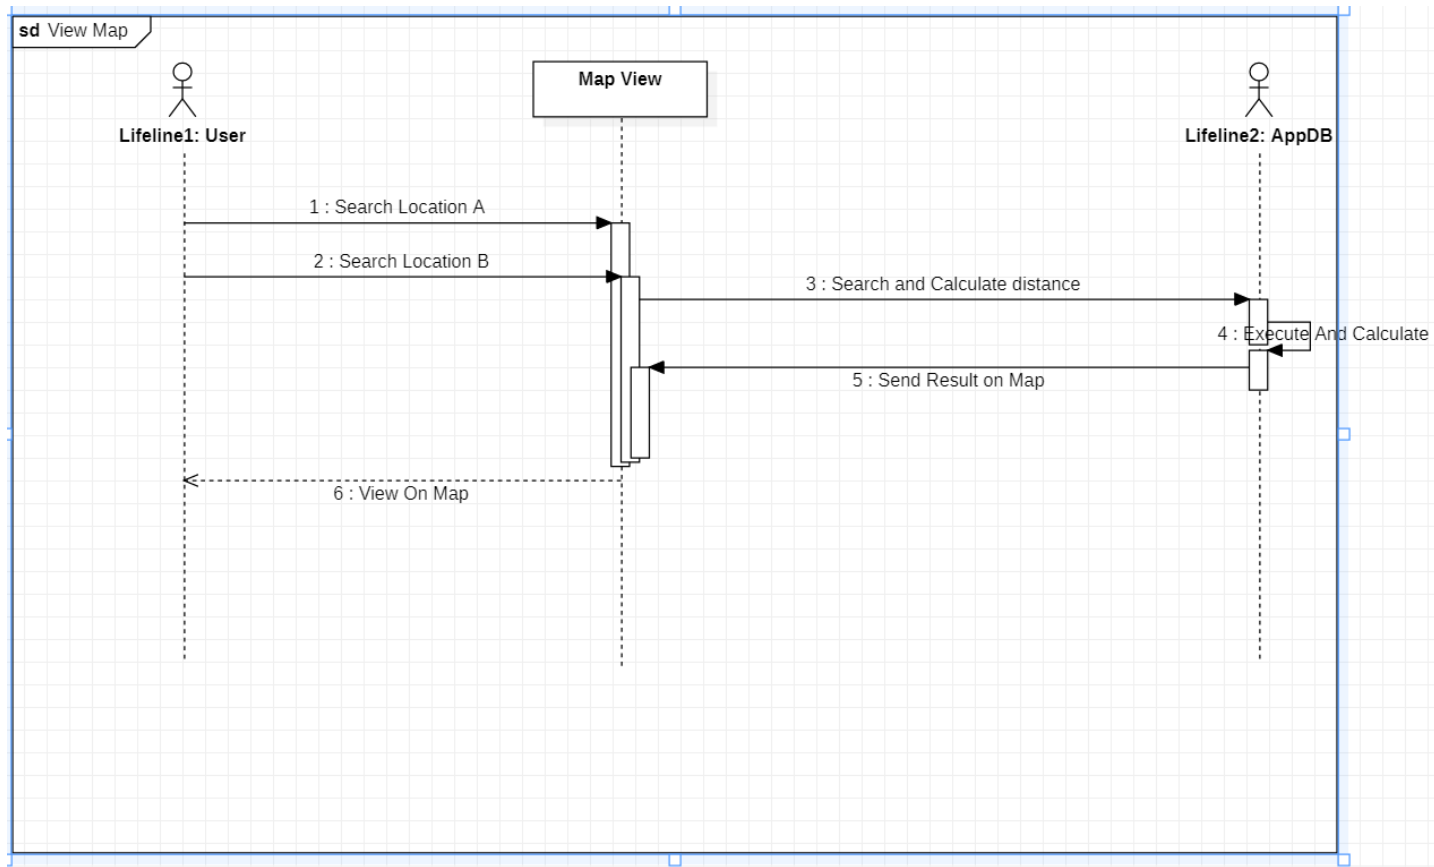 sd View Map
Map View
Lifeline1: User
Lifeline2: AppDB
1 : Search Location A
2 : Search Location B
3 : Search and Calculate distance
4 : Execute And Calculate
5 : Send Result on Map
6 : View On Map